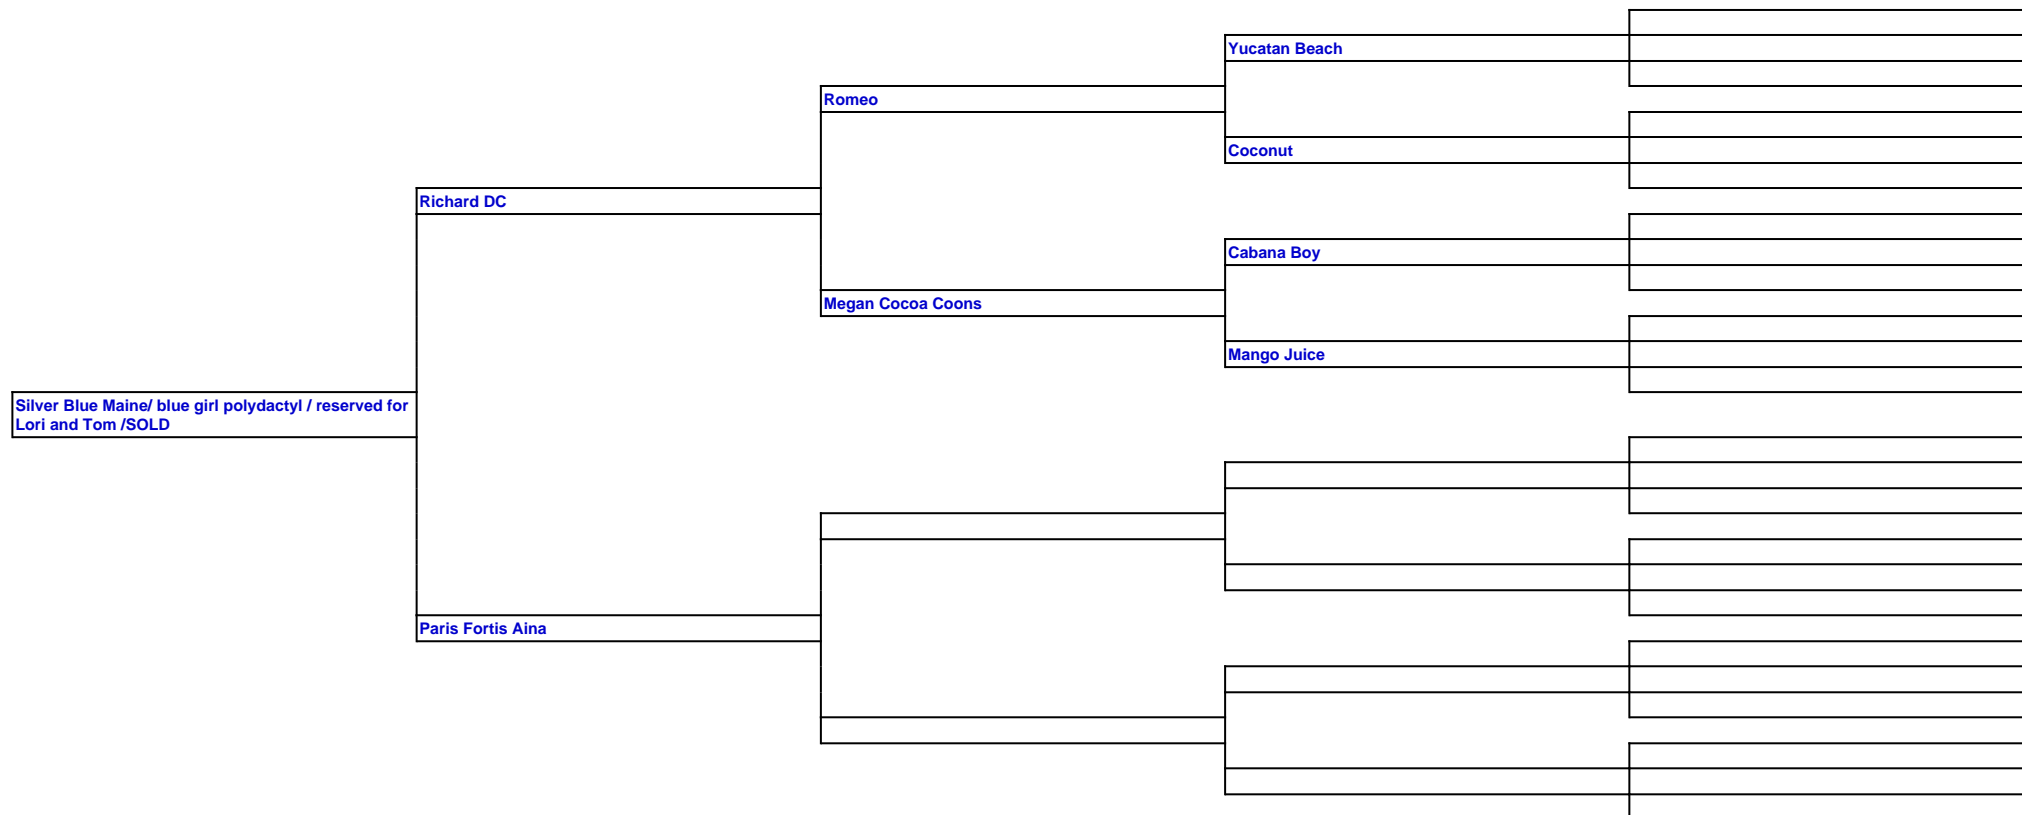 Yucatan Beach
Romeo
Coconut
Richard DC
Cabana Boy
Megan Cocoa Coons
Mango Juice
Silver Blue Maine/ blue girl polydactyl / reserved for
Lori and Tom /SOLD
Paris Fortis Aina